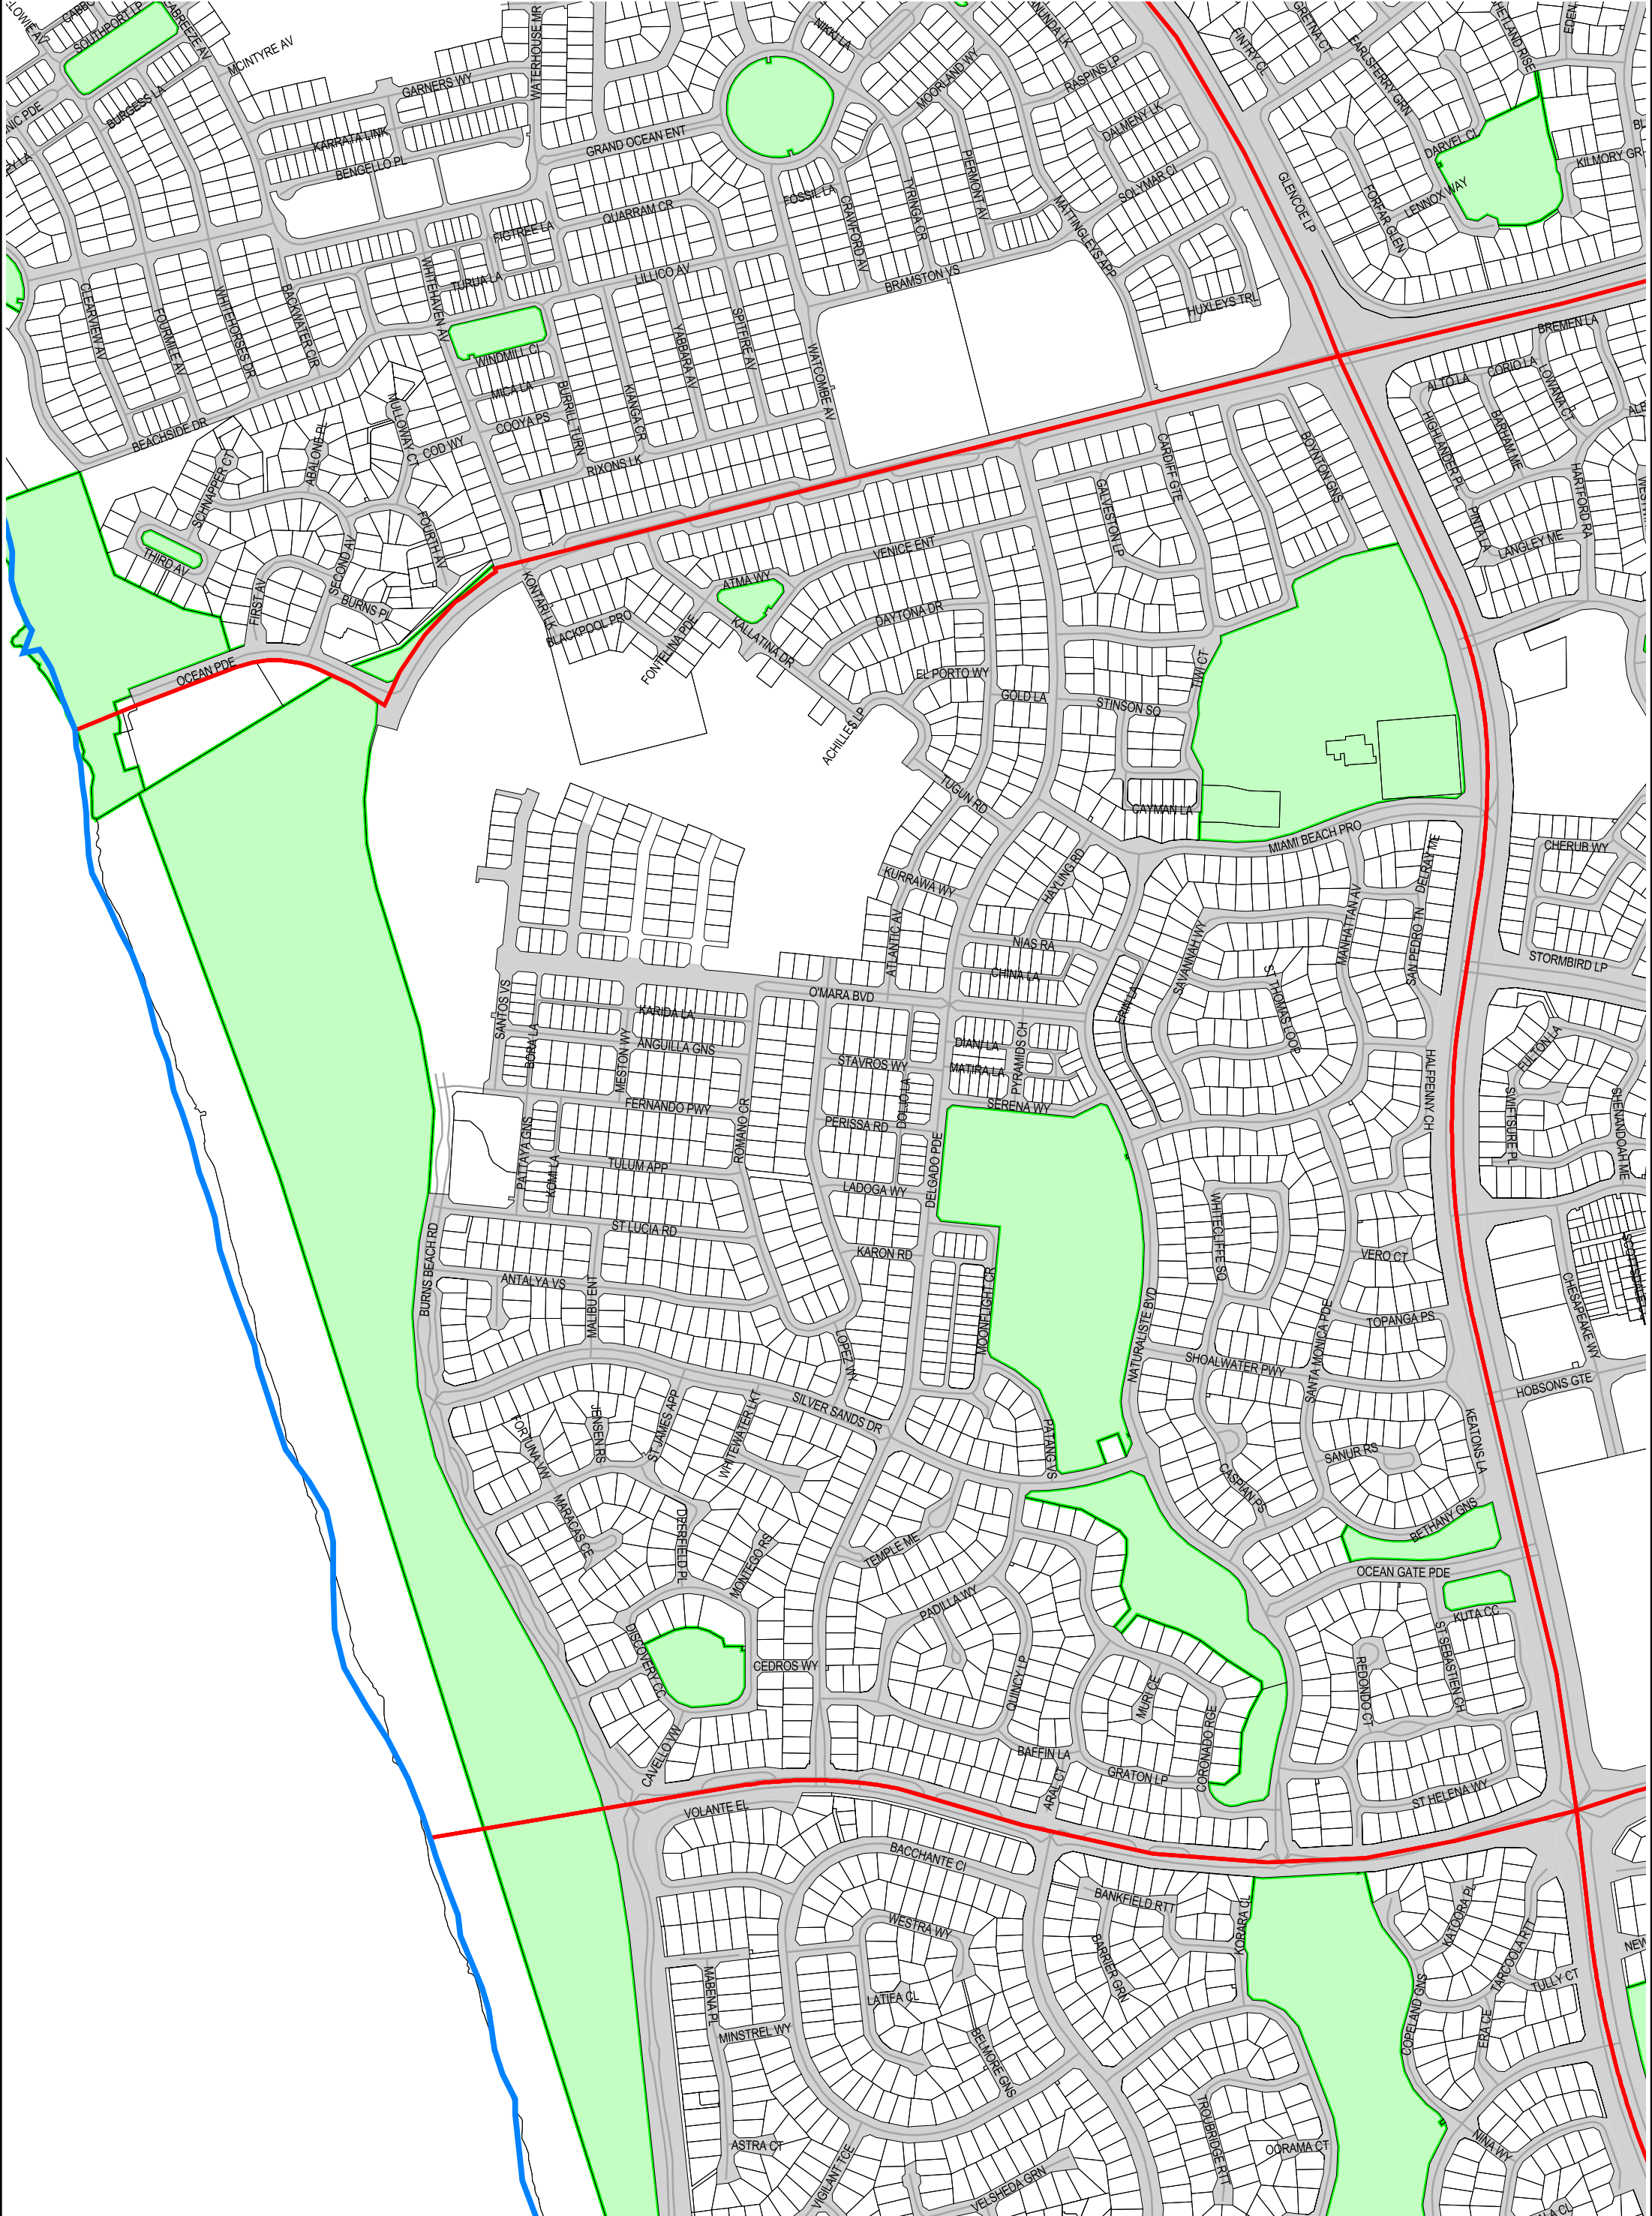 SOUTHPORT LP
MCINTYRE AV
BURGESS LA
GARNERS WY
WATERHOUSE MR
KARRATA LINK
BENGELLO PL
GRAND OCEAN ENT
NIKKI LA
MOORLAND WY
RASPINS LP
DALMENY LK
SOLYMAR CI
FINTRY CL
GRETNA CT
EARLSFERRY GRN
SHETLAND RISE
DARVEL CL
KILMORY GR
LENNOX WAY
FORFAR GLEN
GLENCOE LP
FOSSIL LA
CRAWFORD AV
TYRINGA CR
PIERMONT AV
MATTINGLEYS APP
QUARRAM CR
FIGTREE LA
TURUA LA
LILLICO AV
BRAMSTON VS
HUXLEYS TRL
CLEARVIEW AV
FOURMILE AV
WHITEHORSES DR
BACKWATER CIR
WHITEHAVEN AV
WINDMILL CI
MICA LA
COOYA PS
BURRILL TURN
KIANGA CR
YABBARA AV
SPITFIRE AV
WATCOMBE AV
BREMEN LA
CORIO LA
ALTO LA
LOWANA CT
HIGHLANDER PL
BARHAM ME
HARTFORD RA
PINTA LA
LANGLEY ME
BEACHSIDE DR
MULLOWAY CT
COD WY
RIXONS LK
ABALONE PL
SCHNAPPER CT
CARDIFF GTE
BOYNTON GNS
GALVESTON LP
THIRD AV
FOURTH AV
SECOND AV
FIRST AV
BURNS PL
OCEAN PDE
KONTARI LK
BLACKPOOL PRO
FONTELINA PDE
ATMA WY
KALLATINA DR
VENICE ENT
DAYTONA DR
EL PORTO WY
GOLD LA
STINSON SQ
TIWI CT
ACHILLES LP
TUGUN RD
CAYMAN LA
MIAMI BEACH PRO
DELRAY ME
CHERUB WY
KURRAWA WY
HAYLING RD
ATLANTIC AV
NIAS RA
CHINA LA
SAVANNAH WY
MANHATTAN AV
SAN PEDRO TN
STORMBIRD LP
ST THOMAS LOOP
ERIN LA
O'MARA BVD
SANTOSS VS
KARIDA LA
BORA LA
MESTON WY
ANGUILLA GNS
STAVROS WY
DIANI LA
MATIRA LA
PYRAMIDS CH
FULTON LA
SWIFTSURE PL
SHENANDOAH ME
HALFPENNY CH
FERNANDO PWY
ROMANO CR
PERISSA RD
DOLJO LA
SERENA WY
PATTAYA GNS
KOMI LA
TULUM APP
LADOGA WY
DELGADO PDE
ST LUCIA RD
KARON RD
BURNS BEACH RD
ANTALYA VS
MALIBU ENT
MOONFLIGHT CR
NATURALISTE BVD
WHITECLIFFE SQ
VERO CT
TOPANGA PS
SANTA MONICA PDE
SHOALWATER PWY
CHESAPEAKE WY
HOBSONS GTE
LOPEZ WY
SILVER SANDS DR
FORTUNA VW
JENSEN RS
ST JAMES APP
WHITEWATER LKT
PATANG VS
CASPIAN PS
SANUR RS
KEATONS LA
MARACAS CE
DEERFIELD PL
MONTEGO RS
TEMPLE ME
PADILLA WY
BETHANY GNS
OCEAN GATE PDE
KUTA CC
ST SEBASTIEN CH
REDONDO CT
DISCOVERY CC
CEDROS WY
QUINCY LP
MURI CE
CORONADO RGE
CAVELLO VW
BAFFIN LA
GRATON LP
ARAL CT
ST HELENA WY
VOLANTE EL
BACCHANTE CI
BANKFIELD RTT
KORARA CL
KATOORA PL
TARCOOLA RTT
TULLY CT
WESTRA WY
BARRIER GRN
LATIFA CL
COPELAND GNS
ERA CE
MABENA PL
MINSTREL WY
BELMORE GNS
TROUBRIDGE RTT
OORAMA CT
NINA WY
ASTRA CT
VIGILANT TCE
VELSHEDA GRN